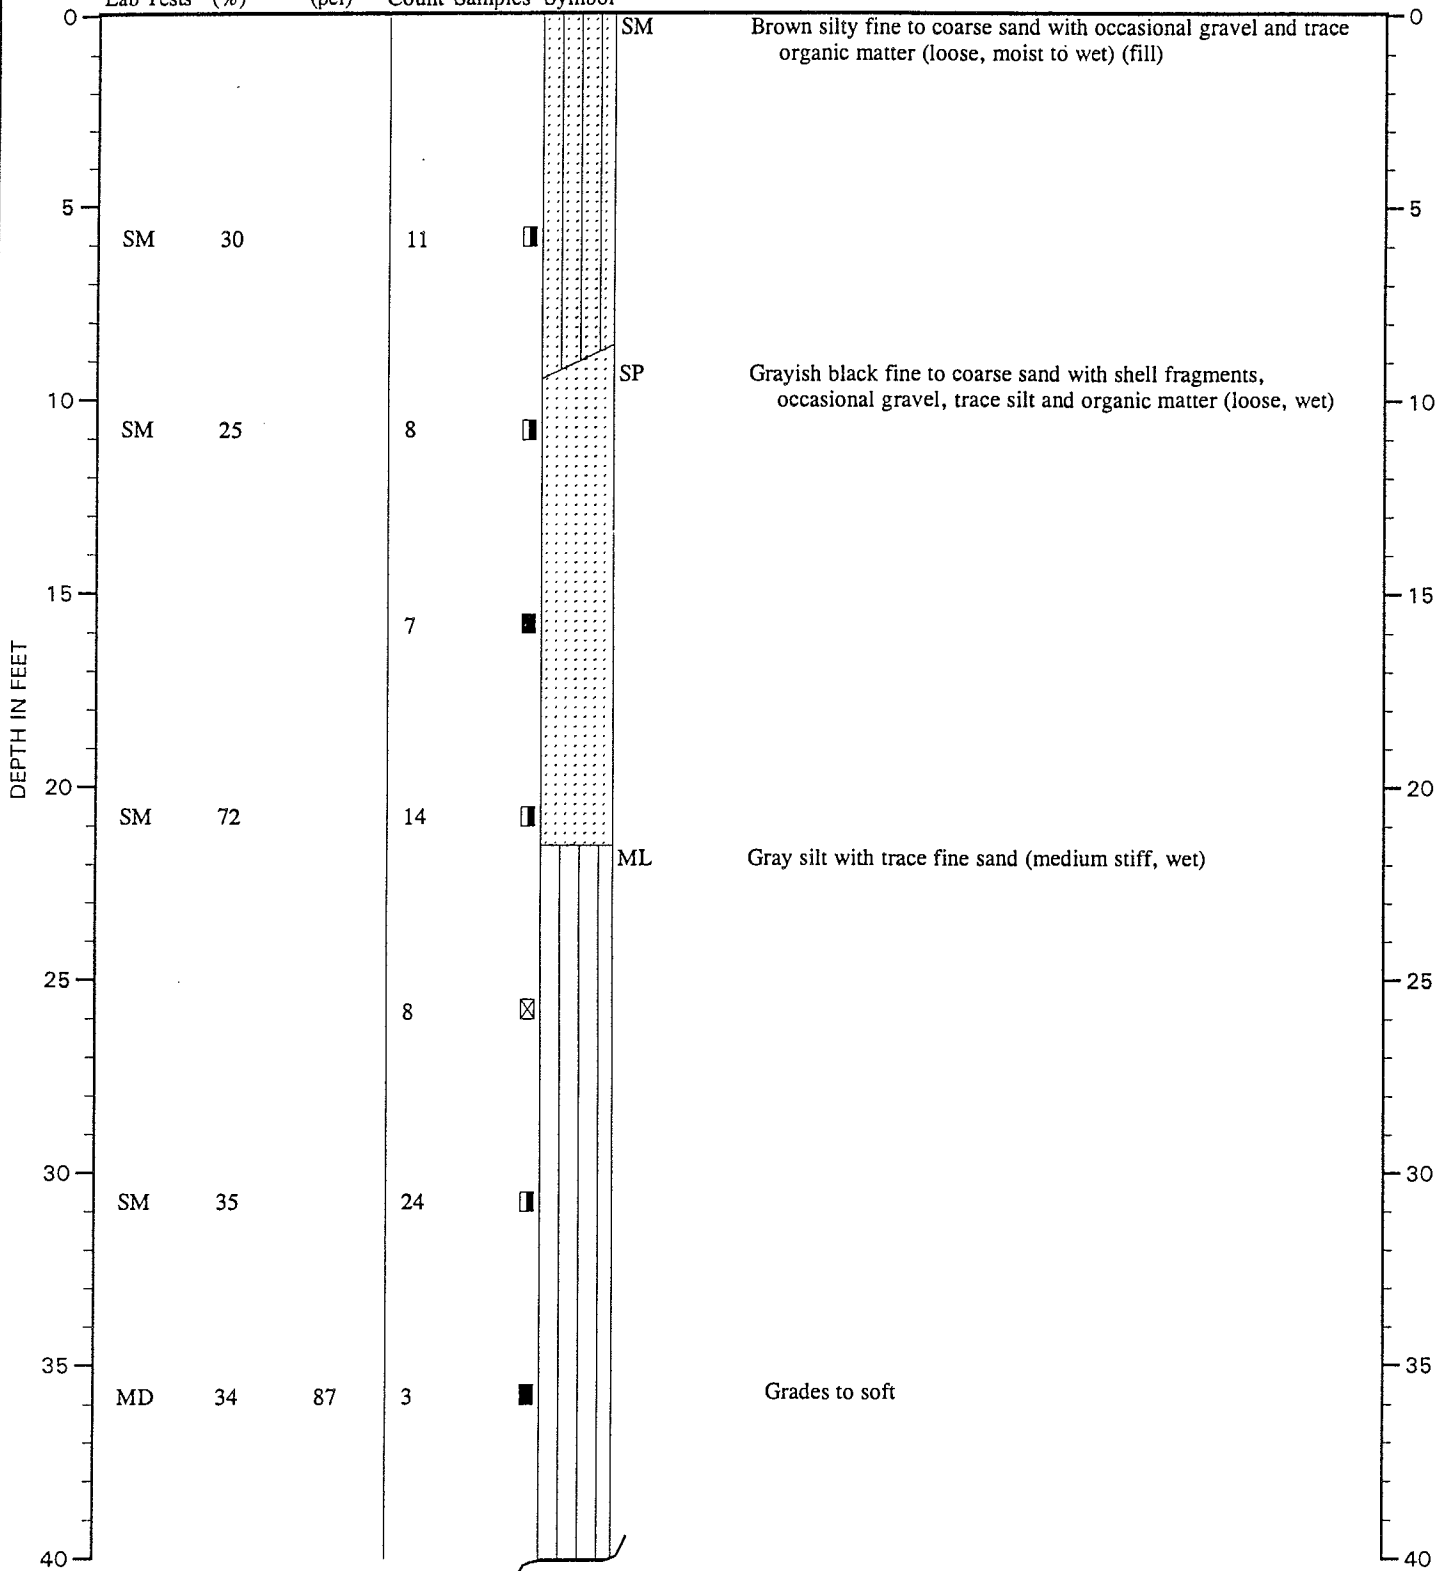 Lab Tests (%) (pcf) Count Samples Symbol
0 SM Brown silty fine to coarse sand with occasional gravel and trace 0
organic matter (loose, moist to wet) (fill)
5 5
SM 30 11
SP Grayish black fine to coarse sand with shell fragments,
10 occasional gravel, trace silt and organic matter (loose, wet) 10
SM 25 8
15 15
7
DEPTH IN FEET
20 20
SM 72 14
ML Gray silt with trace fine sand (medium stiff, wet)
25 25
8
30 30
SM 35 24
35 35
MD 34 87 3 Grades to soft
40 40